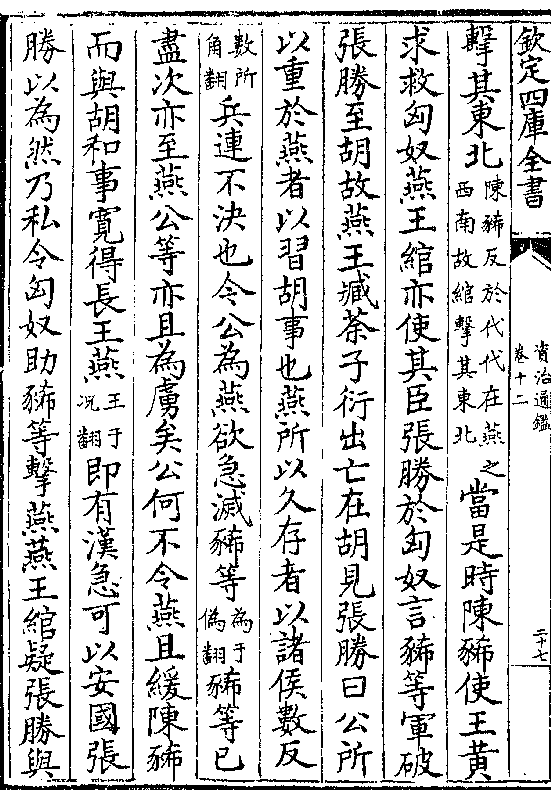 欽定四庫全書
資治通鑑
卷十二
二十七
擊其東北陳豨反於代代在燕之
西南故綰擊其東北當是時陳豨使王黃
求救匈奴燕王綰亦使其臣張勝於匈奴言豨等軍破
張勝至胡故燕王臧荼子衍出亡在胡見張勝曰公所
以重於燕者以習胡事也燕所以久存者以諸侯數反
數所
角翻兵連不決也今公為燕欲急滅豨等為于
偽翻豨等已
盡次亦至燕公等亦且為虜矣公何不令燕且緩陳豨
而與胡和事寛得長王燕王于
况翻即有漢急可以安國張
勝以為然乃私令匈奴助豨等擊燕燕王綰疑張勝與